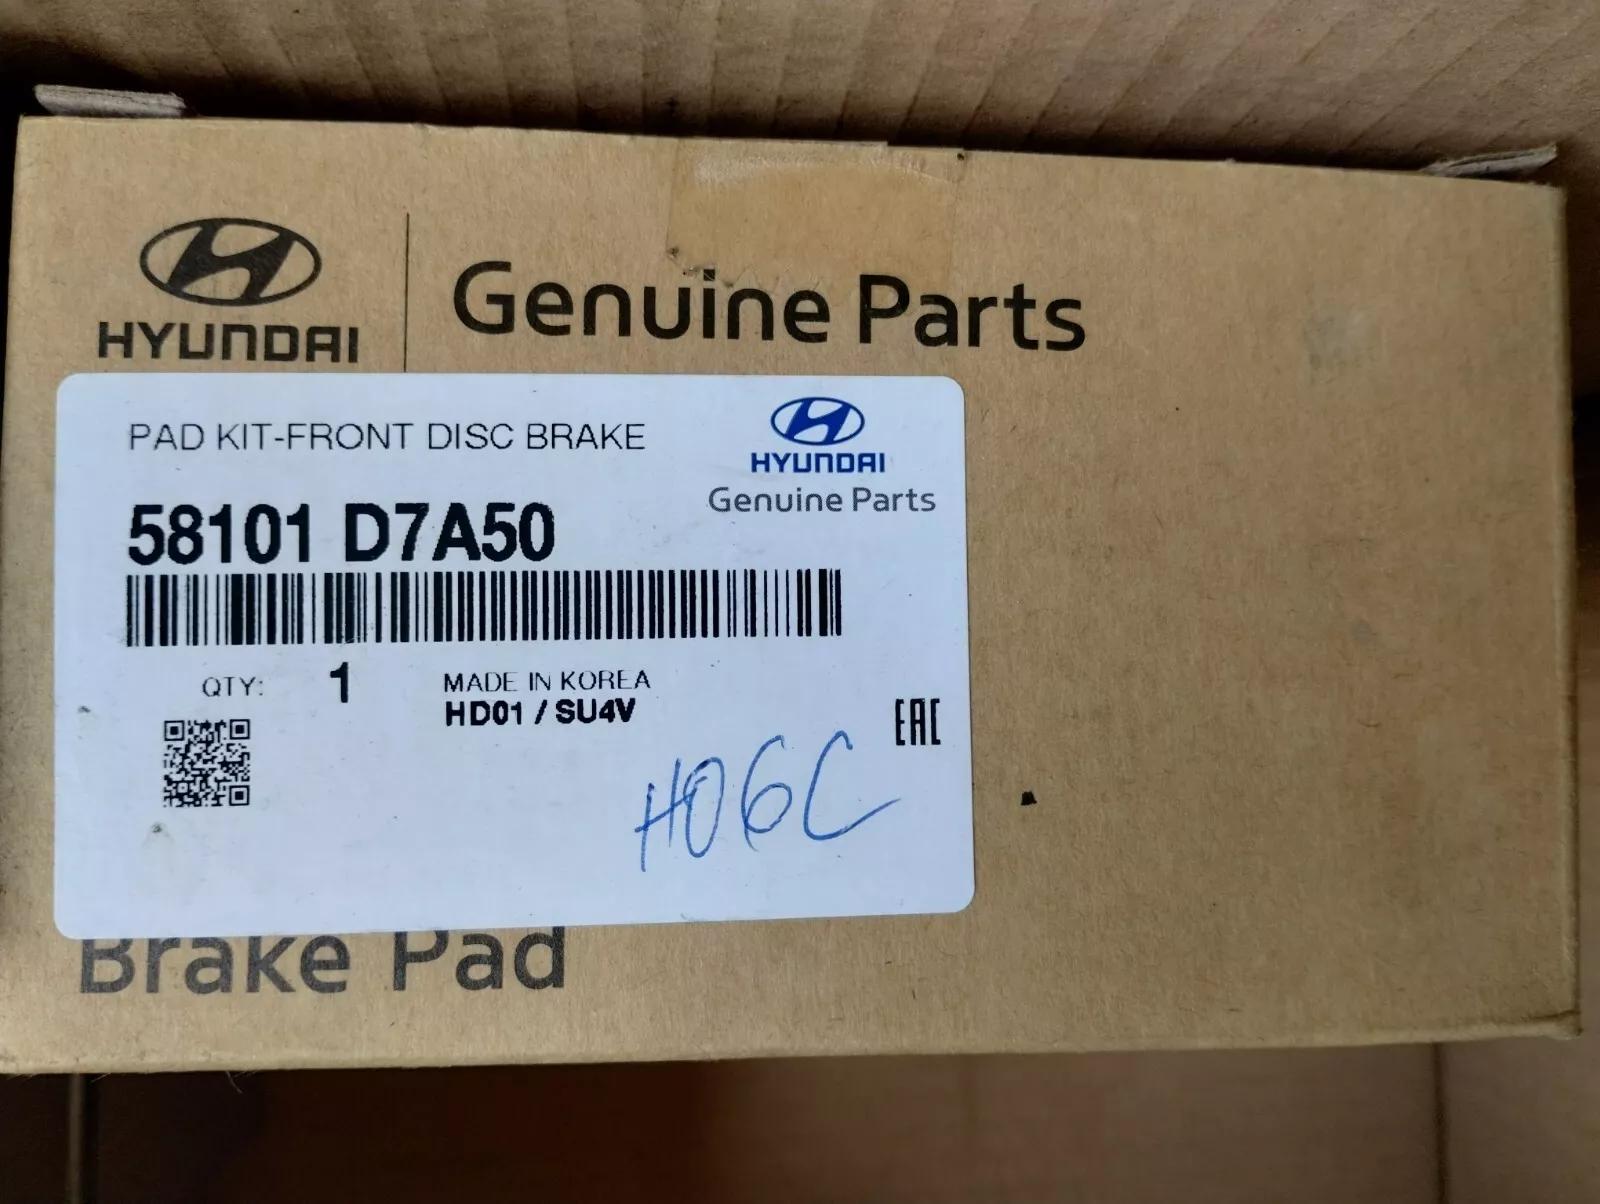 HYUNDAI
Genuine Parts
PAD KIT-FRONT DISC BRAKE
HYUNDAI
Genuine Parts
58101 D7A50
QTY: 1
MADE IN KOREA
HD01 / SU4V
EAC
H06C
Brake Pad